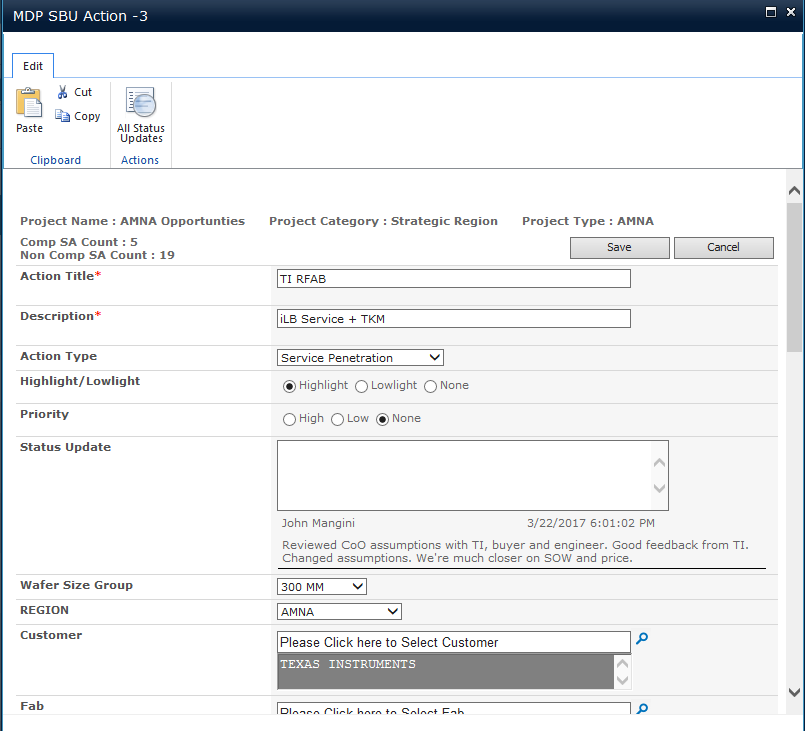 MDP SBU Action -3
Edit
Paste
Cut
Copy
All Status
Updates
Clipboard
Actions
Project Name : AMNA Opportunties Project Category : Strategic Region Project Type : AMNA
Comp SA Count : 5
Non Comp SA Count : 19
Save
Cancel
Action Title*
TI RFAB
Description*
iLB Service + TKM
Action Type
Service Penetration
Highlight/Lowlight
Highlight Lowlight None
Priority
High Low None
Status Update
John Mangini 3/22/2017 6:01:02 PM
Reviewed CoO assumptions with TI, buyer and engineer. Good feedback from TI.
Changed assumptions. We're much closer on SOW and price.
Wafer Size Group
300 MM
REGION
AMNA
Customer
Please Click here to Select Customer
TEXAS INSTRUMENTS
Fab
Please Click here to Select Fab